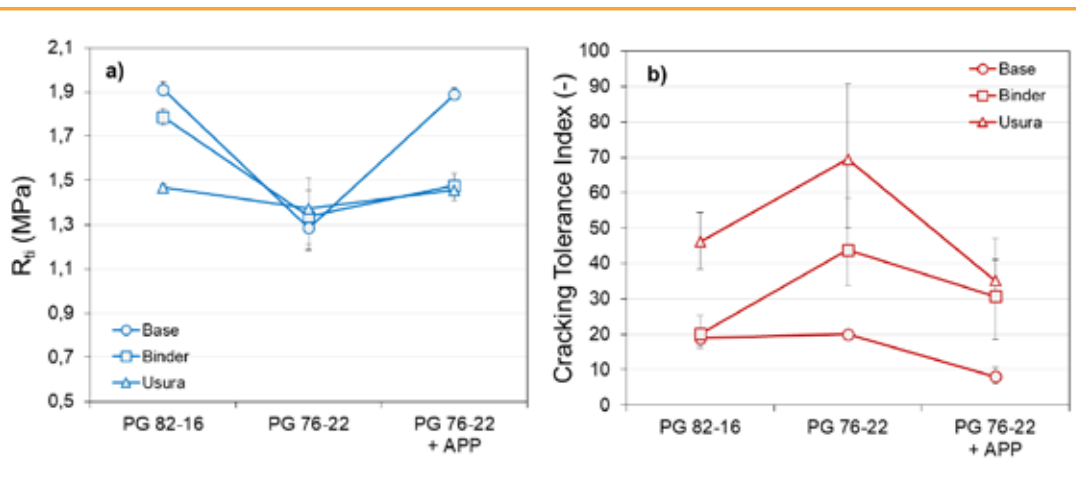 a)
R_ti (MPa)
2,1
1,9
1,7
1,5
1,3
1,1
0,9
0,7
0,5
Base
Binder
Usura
PG 82-16
PG 76-22
PG 76-22
+ APP
b)
Cracking Tolerance Index (-)
100
90
80
70
60
50
40
30
20
10
0
Base
Binder
Usura
PG 82-16
PG 76-22
PG 76-22
+ APP